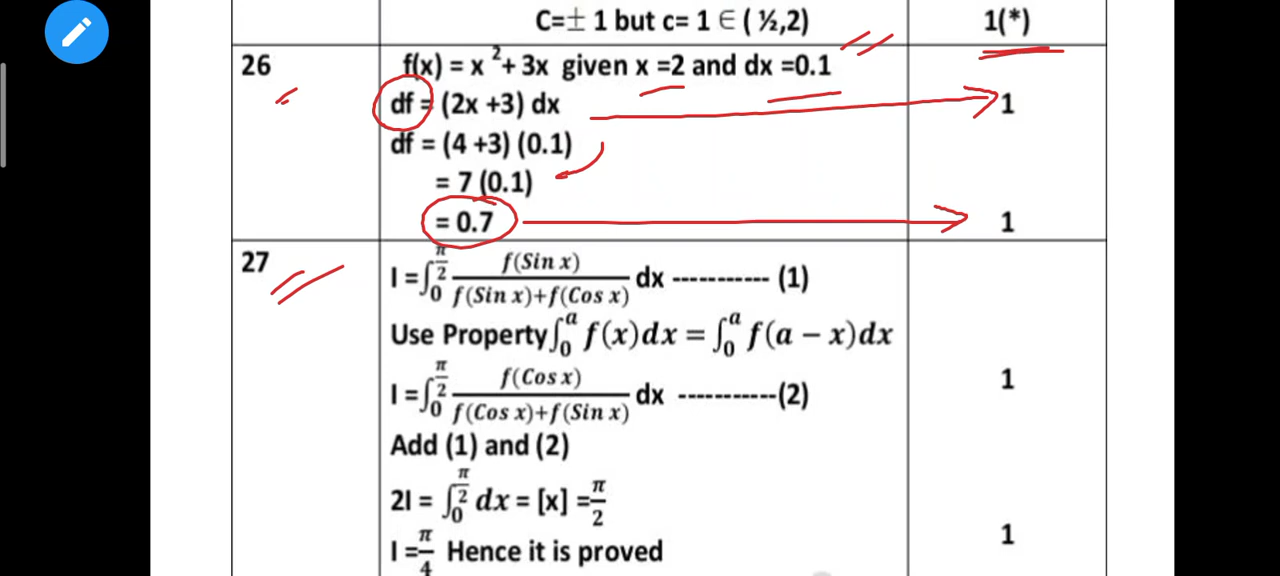 C=± 1 but c= 1 ∈ ( ½,2) 1(*)
26 f(x) = x ²+ 3x given x =2 and dx =0.1
df = (2x +3) dx 1
df = (4 +3) (0.1)
= 7 (0.1)
= 0.7 1
27 I =∫₀^(π/2) f(Sin x)/(f(Sin x)+f(Cos x)) dx ----------- (1)
Use Property ∫₀^a f(x)dx = ∫₀^a f(a − x)dx
I =∫₀^(π/2) f(Cos x)/(f(Cos x)+f(Sin x)) dx -----------(2) 1
Add (1) and (2)
2I = ∫₀^(π/2) dx = [x] =π/2
I =π/4 Hence it is proved 1